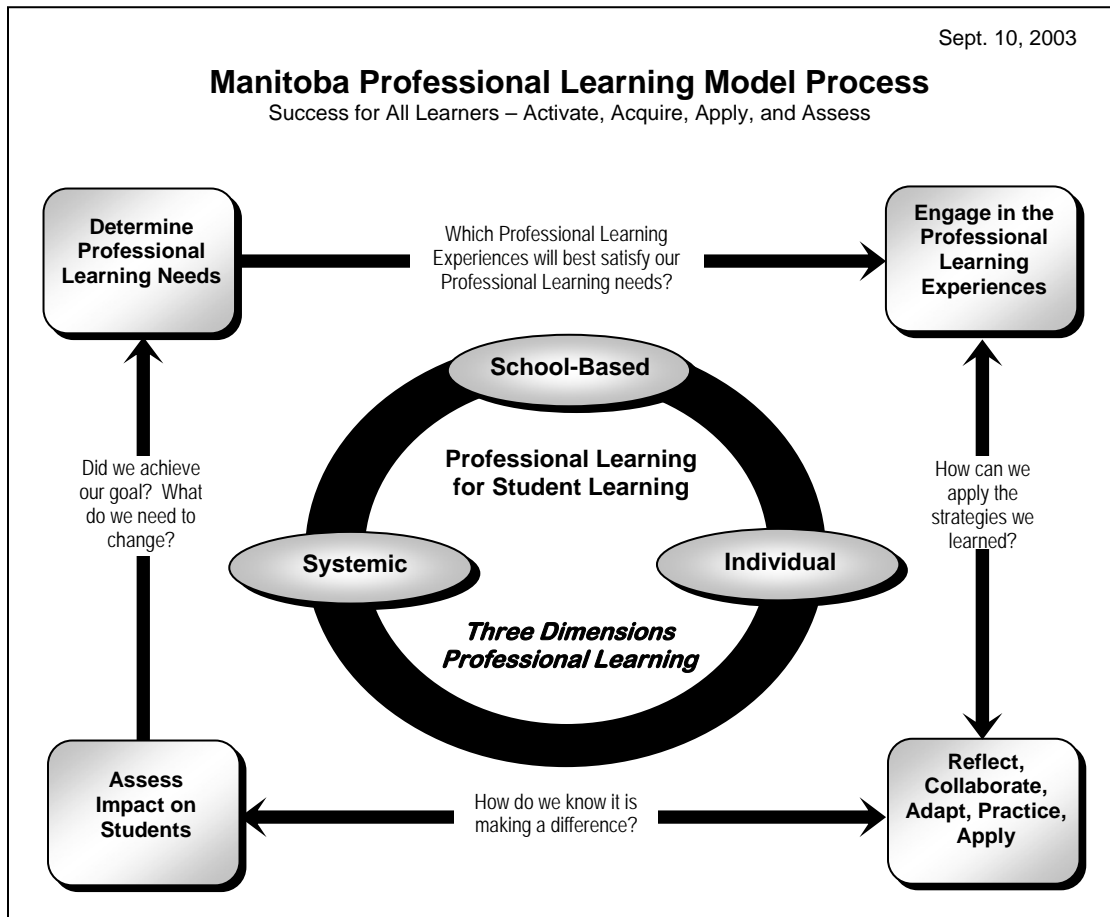 Sept. 10, 2003
Manitoba Professional Learning Model Process
Success for All Learners – Activate, Acquire, Apply, and Assess
Determine
Professional
Learning Needs
Which Professional Learning
Experiences will best satisfy our
Professional Learning needs?
Engage in the
Professional
Learning
Experiences
School-Based
Professional Learning
for Student Learning
Did we achieve
our goal?  What
do we need to
change?
How can we
apply the
strategies we
learned?
Systemic
Individual
Three Dimensions
Professional Learning
Assess
Impact on
Students
How do we know it is
making a difference?
Reflect,
Collaborate,
Adapt, Practice,
Apply